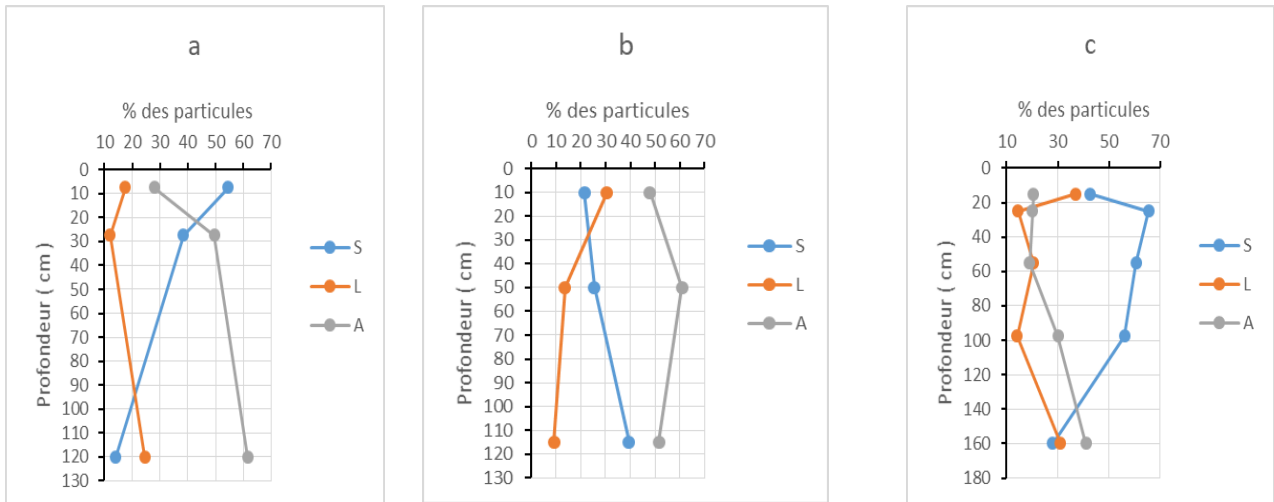 a
% des particules
10 20 30 40 50 60 70
0
10
20
30
40
50
60
70
80
90
100
110
120
130
Profondeur ( cm )
S
L
A
b
% des particules
0 10 20 30 40 50 60 70
0
10
20
30
40
50
60
70
80
90
100
110
120
130
Profondeur ( cm )
S
L
A
c
% des particules
10 30 50 70
0
20
40
60
80
100
120
140
160
180
Profondeur ( cm )
S
L
A